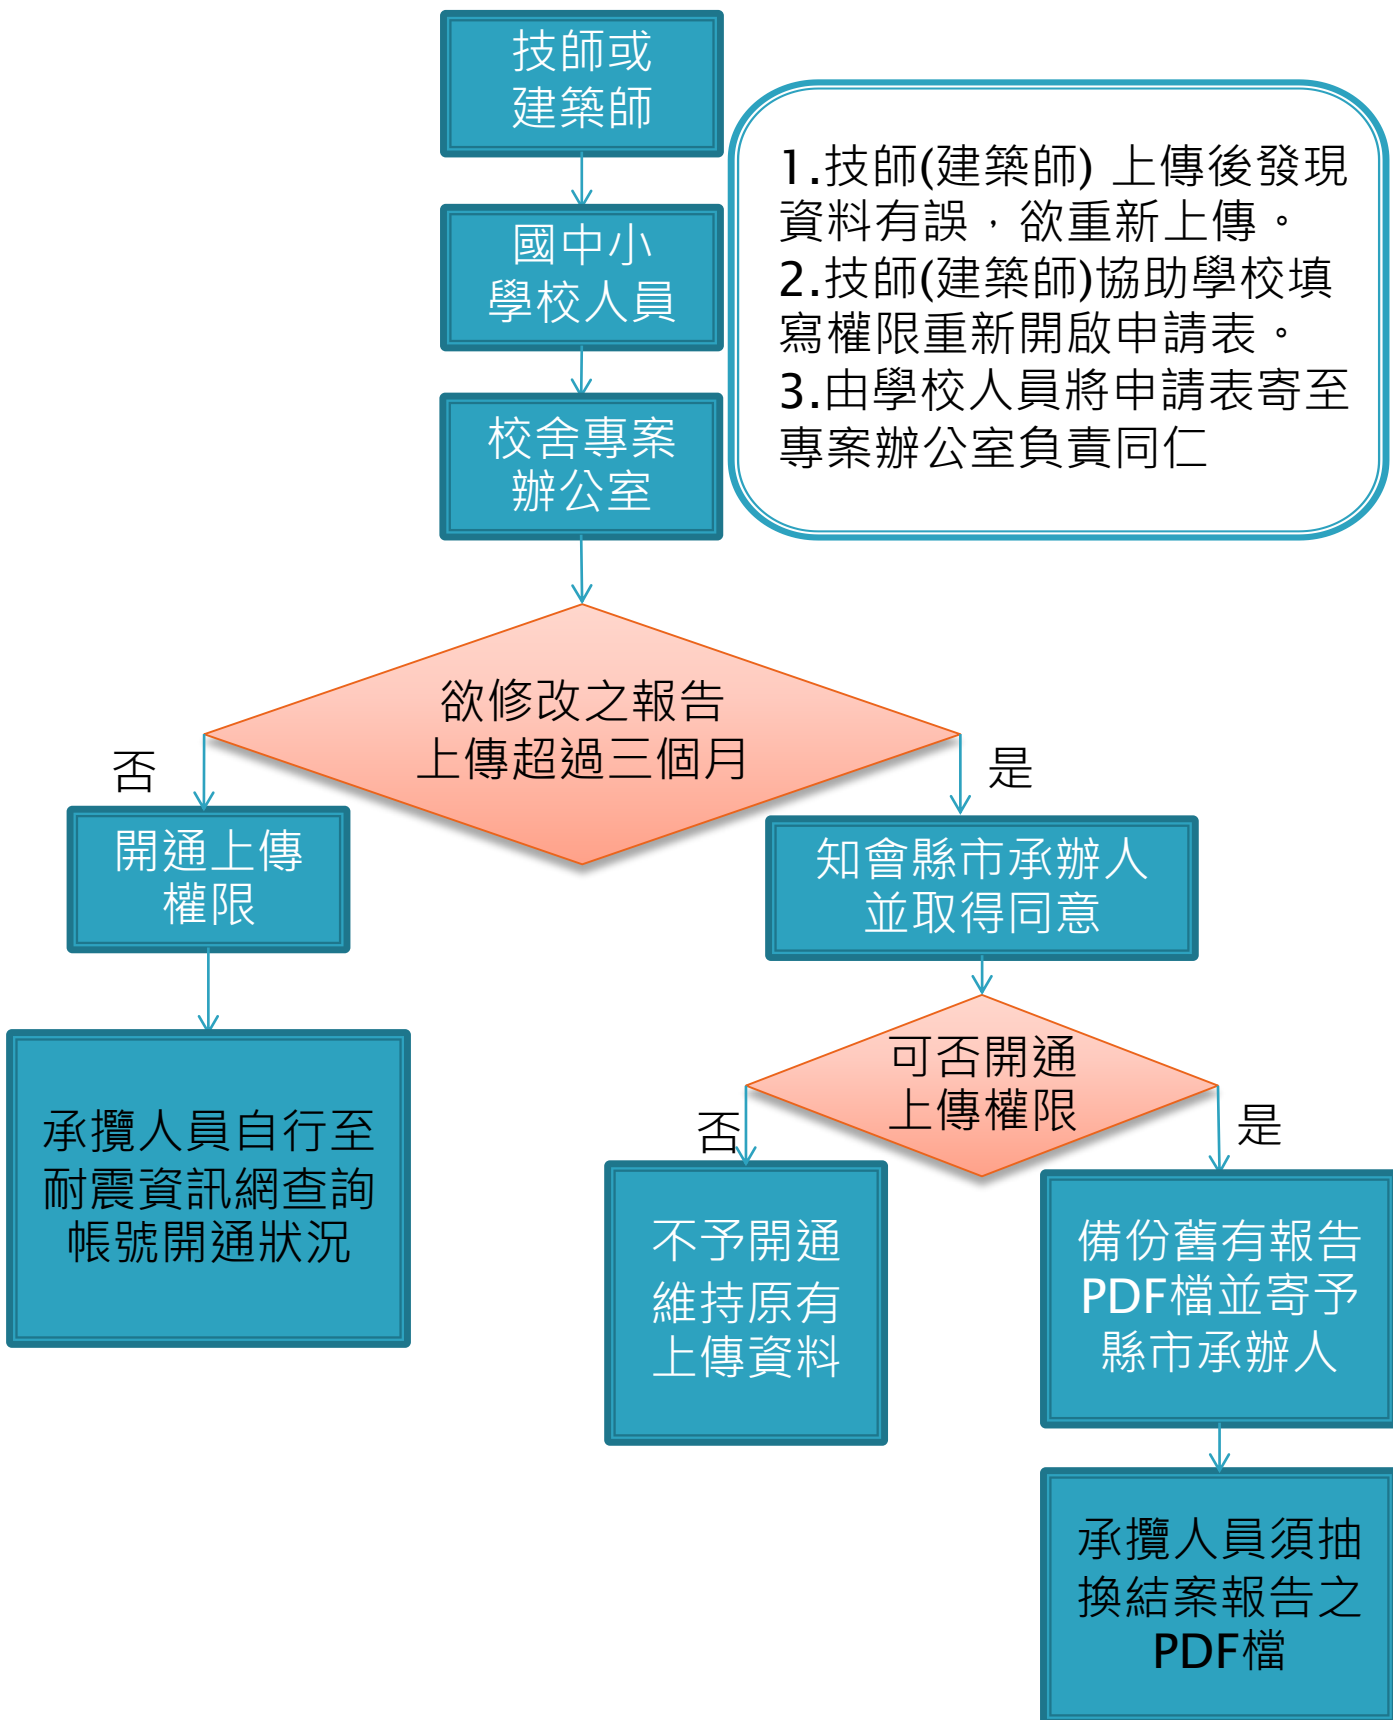 技師或
建築師
1.技師(建築師) 上傳後發現
資料有誤，欲重新上傳。
2.技師(建築師)協助學校填
寫權限重新開啟申請表。
3.由學校人員將申請表寄至
專案辦公室負責同仁
國中小
學校人員
校舍專案
辦公室
欲修改之報告
上傳超過三個月
否
是
開通上傳
權限
知會縣市承辦人
並取得同意
承攬人員自行至
耐震資訊網查詢
帳號開通狀況
可否開通
上傳權限
否
是
不予開通
維持原有
上傳資料
備份舊有報告
PDF檔並寄予
縣市承辦人
承攬人員須抽
換結案報告之
PDF檔